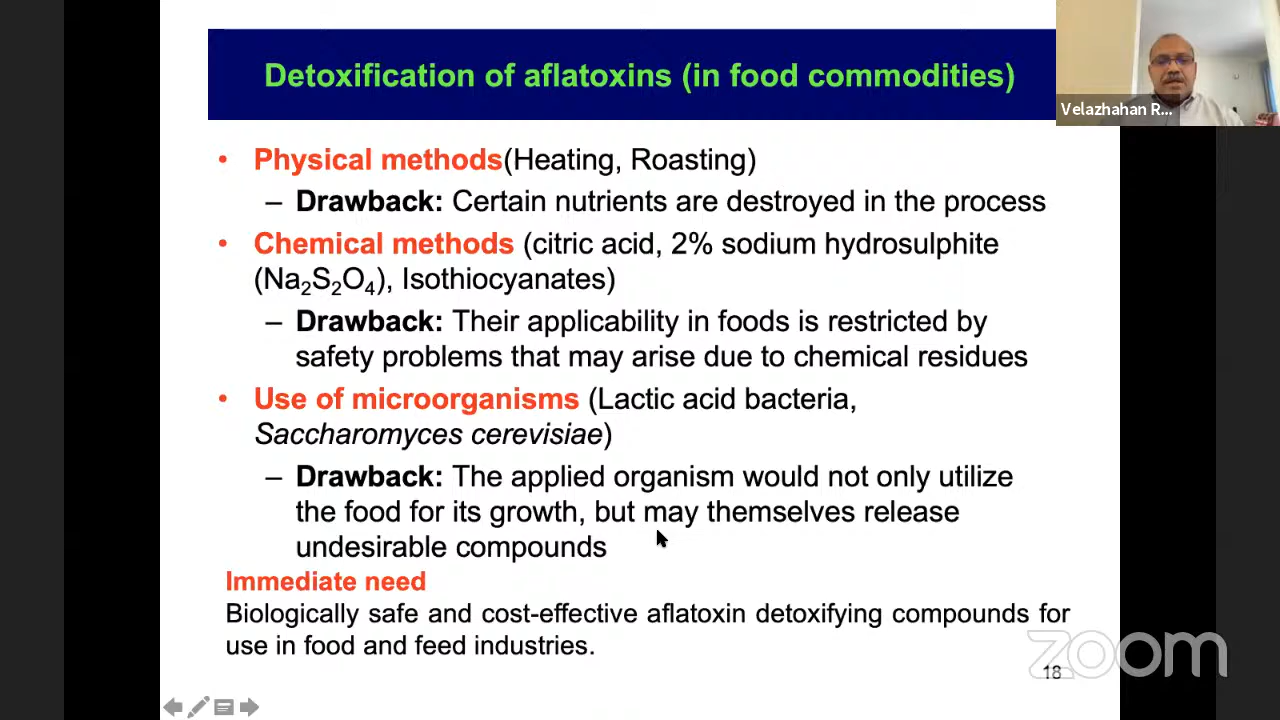 Detoxification of aflatoxins (in food commodities)
Velazhahan R...
• Physical methods(Heating, Roasting)
– Drawback: Certain nutrients are destroyed in the process
• Chemical methods (citric acid, 2% sodium hydrosulphite
(Na₂S₂O₄), Isothiocyanates)
– Drawback: Their applicability in foods is restricted by
safety problems that may arise due to chemical residues
• Use of microorganisms (Lactic acid bacteria,
Saccharomyces cerevisiae)
– Drawback: The applied organism would not only utilize
the food for its growth, but may themselves release
undesirable compounds
Immediate need
Biologically safe and cost-effective aflatoxin detoxifying compounds for
use in food and feed industries.
zoom
18